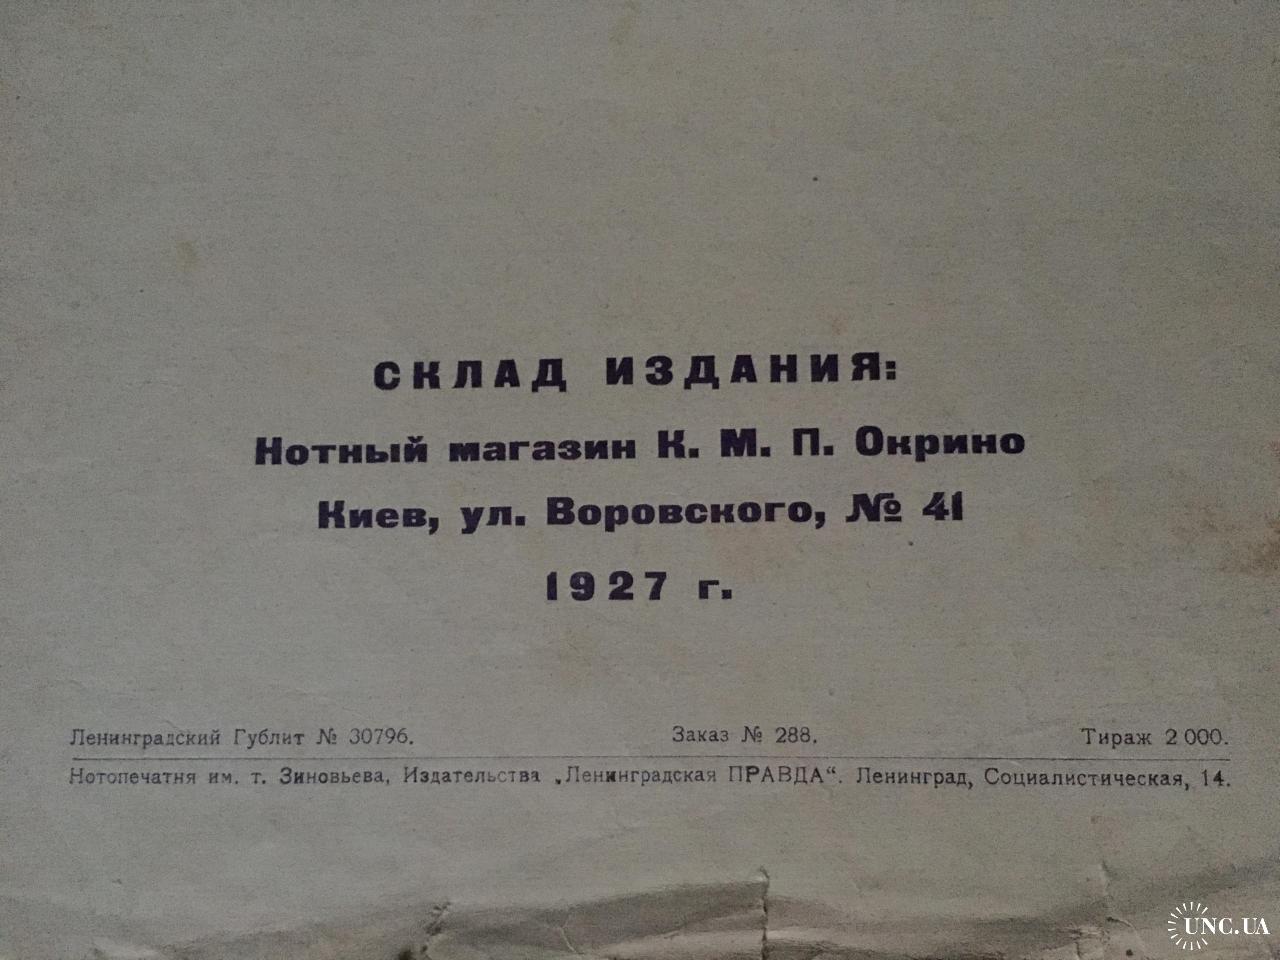 СКЛАД ИЗДАНИЯ:
Нотный магазин К. М. П. Окрино
Киев, ул. Воровского, № 41
1927 г.
Ленинградский Гублит № 30796. Заказ № 288. Тираж 2 000.
Нотопечатня им. т. Зиновьева, Издательства „Ленинградская ПРАВДА“. Ленинград, Социалистическая, 14.
UNC.UA